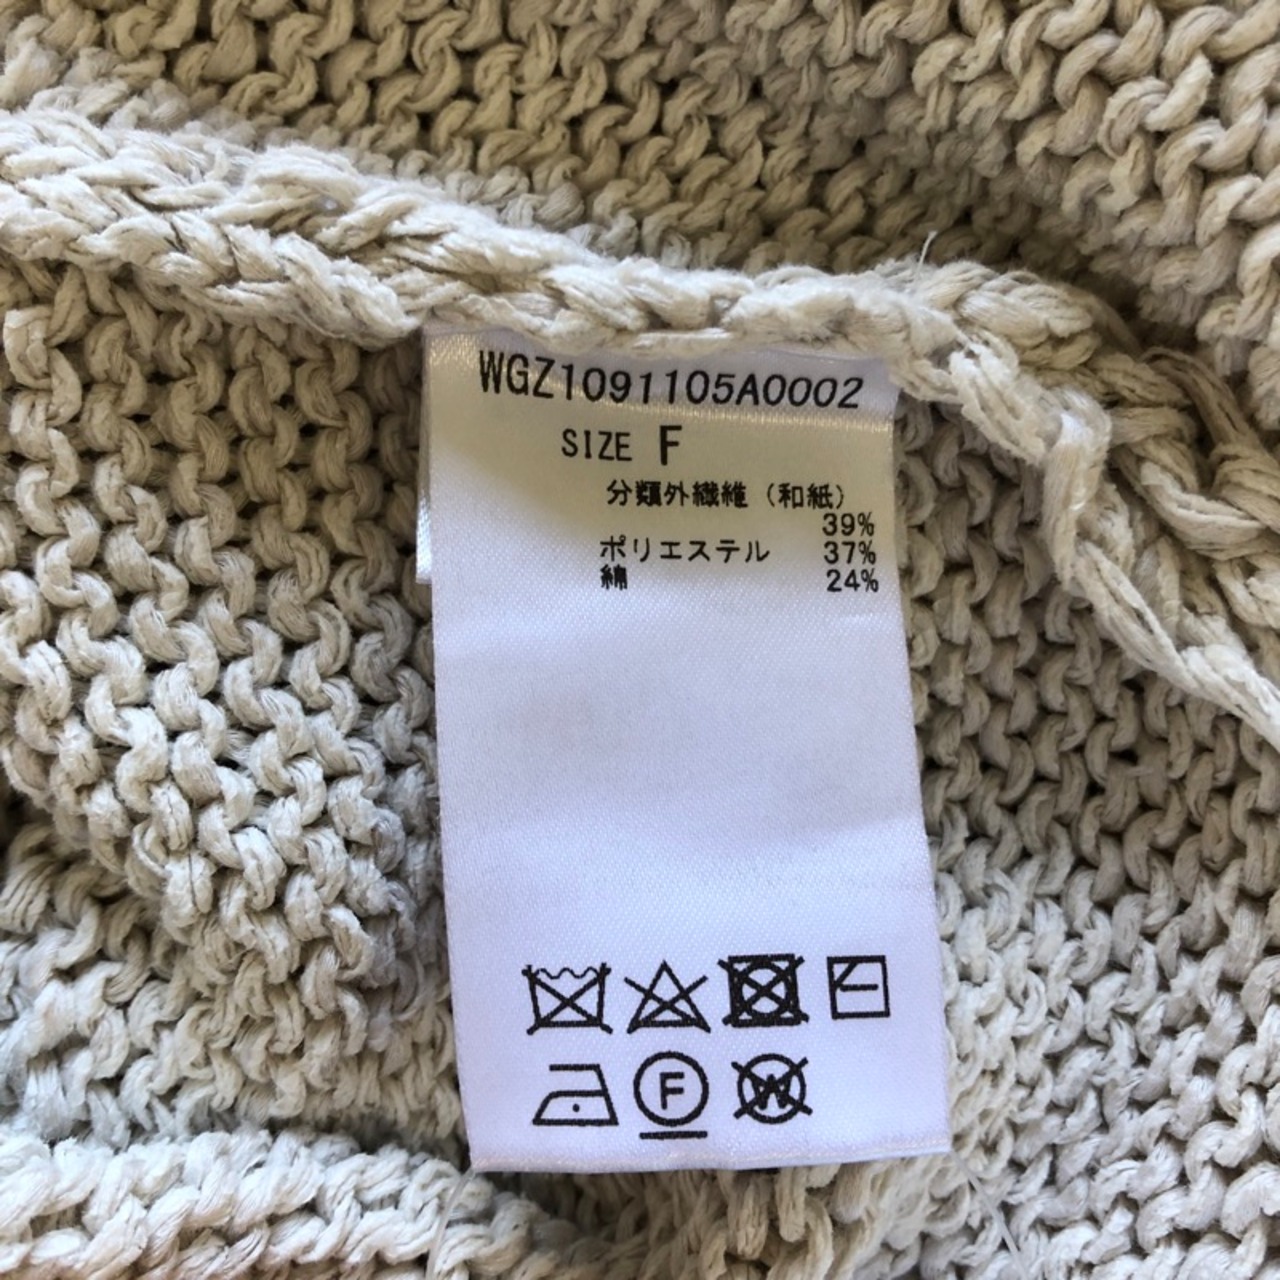 WGZ1091105A0002
SIZE F
分類外繊維（和紙）
39%
ポリエステル 37%
綿 24%
F
W